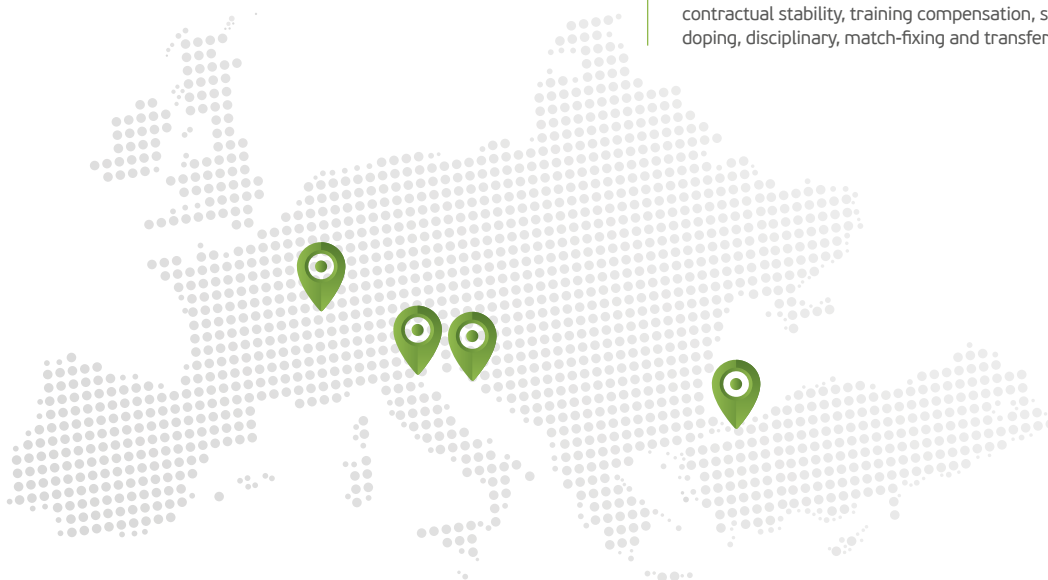 contractual stability, training compensation, s
doping, disciplinary, match-fixing and transfer